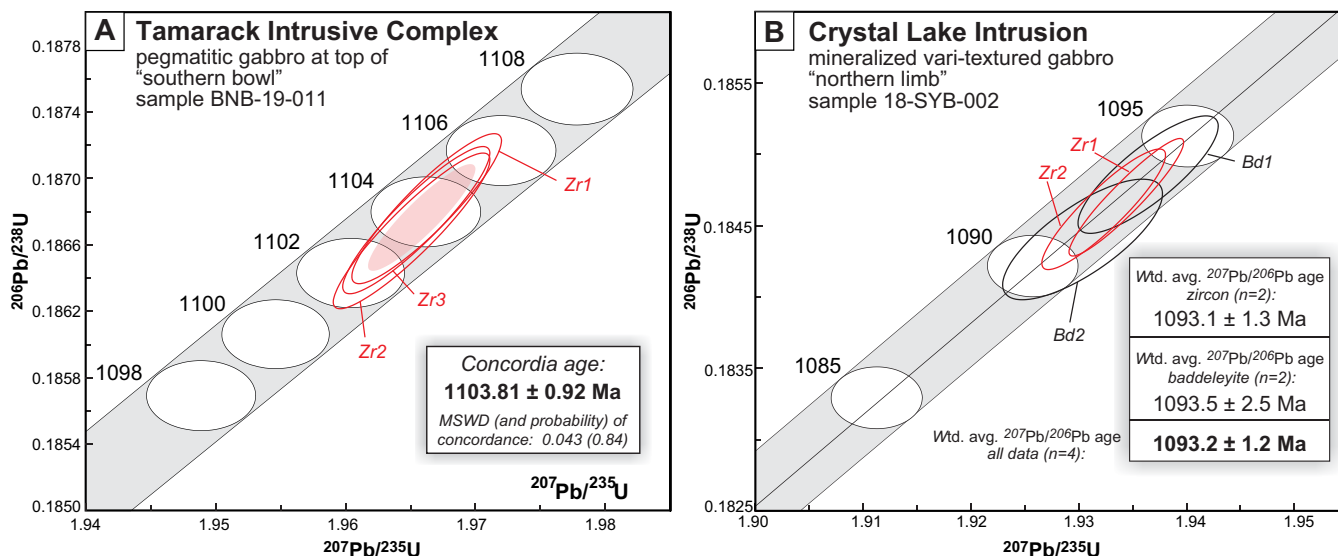 A Tamarack Intrusive Complex
pegmatitic gabbro at top of
“southern bowl”
sample BNB-19-011
1108
1106
1104
1102
1100
1098
Zr1
Zr3
Zr2
Concordia age:
1103.81 ± 0.92 Ma
MSWD (and probability) of
concordance: 0.043 (0.84)
²⁰⁷Pb/²³⁵U
0.1878
0.1874
0.1870
0.1866
0.1862
0.1858
0.1854
0.1850
²⁰⁶Pb/²³⁸U
1.94 1.95 1.96 1.97 1.98
²⁰⁷Pb/²³⁵U
B Crystal Lake Intrusion
mineralized vari-textured gabbro
“northern limb”
sample 18-SYB-002
1095
1090
1085
Zr1
Zr2
Bd1
Bd2
Wtd. avg. ²⁰⁷Pb/²⁰⁶Pb age
zircon (n=2):
1093.1 ± 1.3 Ma
Wtd. avg. ²⁰⁷Pb/²⁰⁶Pb age
baddeleyite (n=2):
1093.5 ± 2.5 Ma
Wtd. avg. ²⁰⁷Pb/²⁰⁶Pb age
all data (n=4):
1093.2 ± 1.2 Ma
0.1855
0.1845
0.1835
0.1825
²⁰⁶Pb/²³⁸U
1.90 1.91 1.92 1.93 1.94 1.95
²⁰⁷Pb/²³⁵U